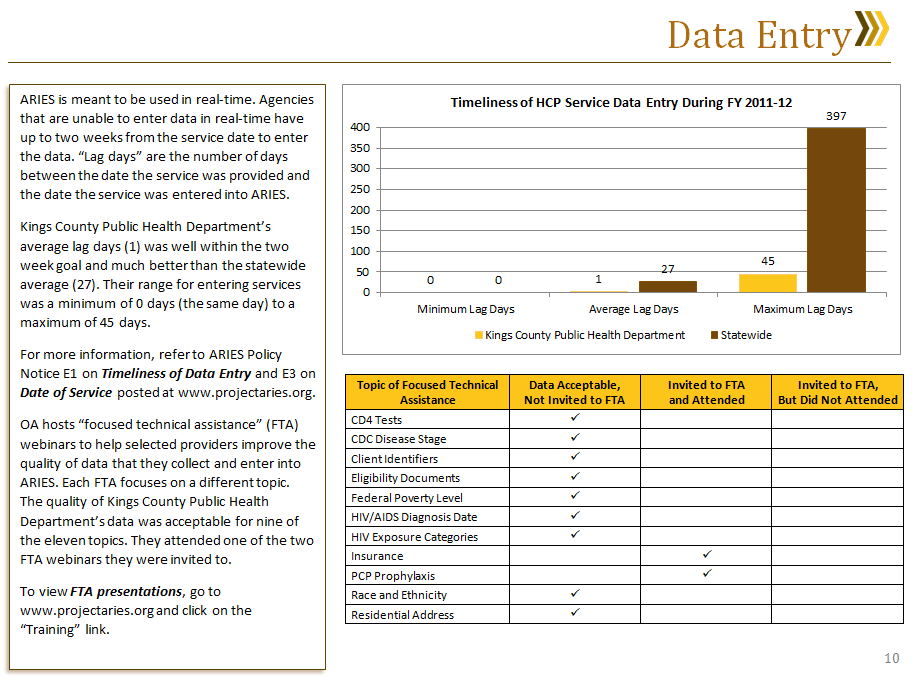 Data Entry
ARIES is meant to be used in real-time. Agencies
that are unable to enter data in real-time have
up to two weeks from the service date to enter
the data. “Lag days” are the number of days
between the date the service was provided and
the date the service was entered into ARIES.
Kings County Public Health Department’s
average lag days (1) was well within the two
week goal and much better than the statewide
average (27). Their range for entering services
was a minimum of 0 days (the same day) to a
maximum of 45 days.
For more information, refer to ARIES Policy
Notice E1 on Timeliness of Data Entry and E3 on
Date of Service posted at www.projectaries.org.
OA hosts “focused technical assistance” (FTA)
webinars to help selected providers improve the
quality of data that they collect and enter into
ARIES. Each FTA focuses on a different topic.
The quality of Kings County Public Health
Department’s data was acceptable for nine of
the eleven topics. They attended one of the two
FTA webinars they were invited to.
To view FTA presentations, go to
www.projectaries.org and click on the
“Training” link.
Timeliness of HCP Service Data Entry During FY 2011-12
397
400
350
300
250
200
150
100
50
0
0 0 1 27 45
Minimum Lag Days Average Lag Days Maximum Lag Days
Kings County Public Health Department Statewide
Topic of Focused Technical Data Acceptable, Invited to FTA Invited to FTA,
Assistance Not Invited to FTA and Attended But Did Not Attended
CD4 Tests ✓
CDC Disease Stage ✓
Client Identifiers ✓
Eligibility Documents ✓
Federal Poverty Level ✓
HIV/AIDS Diagnosis Date ✓
HIV Exposure Categories ✓
Insurance ✓
PCP Prophylaxis ✓
Race and Ethnicity ✓
Residential Address ✓
10